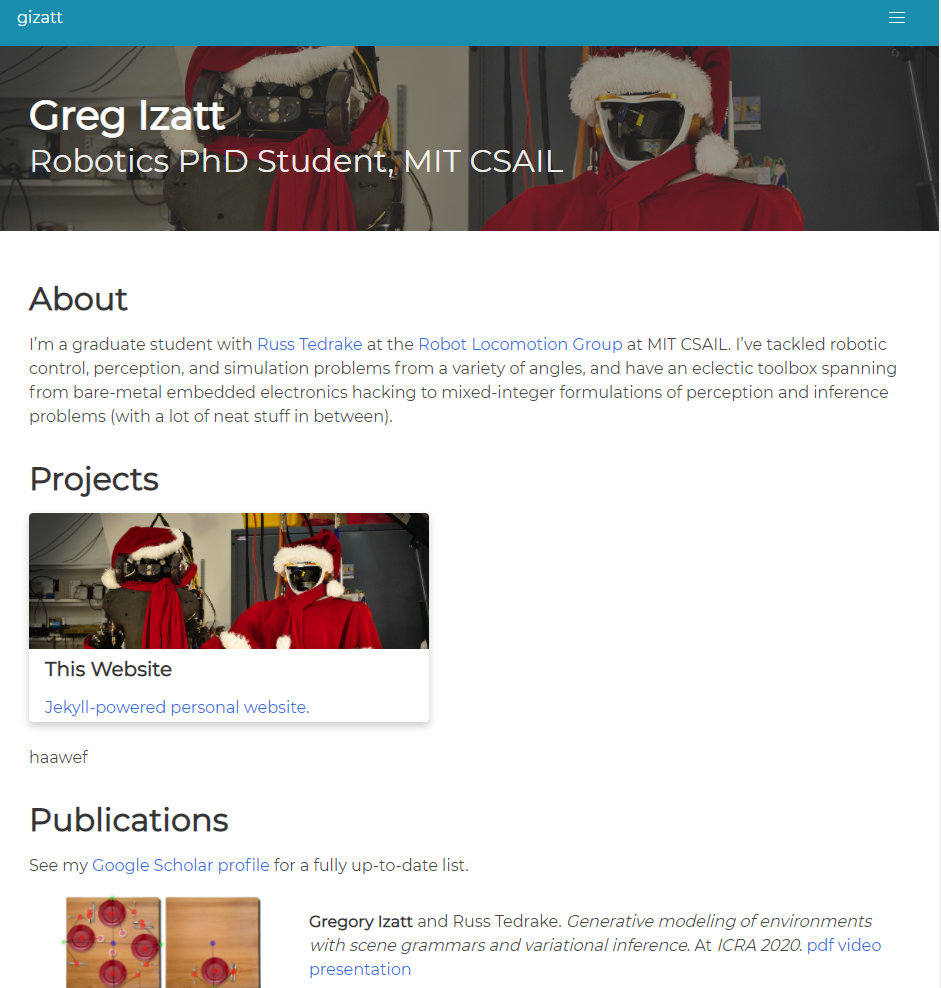 gizatt
Greg Izatt
Robotics PhD Student, MIT CSAIL
About
I’m a graduate student with Russ Tedrake at the Robot Locomotion Group at MIT CSAIL. I’ve tackled robotic
control, perception, and simulation problems from a variety of angles, and have an eclectic toolbox spanning
from bare-metal embedded electronics hacking to mixed-integer formulations of perception and inference
problems (with a lot of neat stuff in between).
Projects
This Website
Jekyll-powered personal website.
haawef
Publications
See my Google Scholar profile for a fully up-to-date list.
Gregory Izatt and Russ Tedrake. Generative modeling of environments
with scene grammars and variational inference. At ICRA 2020. pdf video
presentation